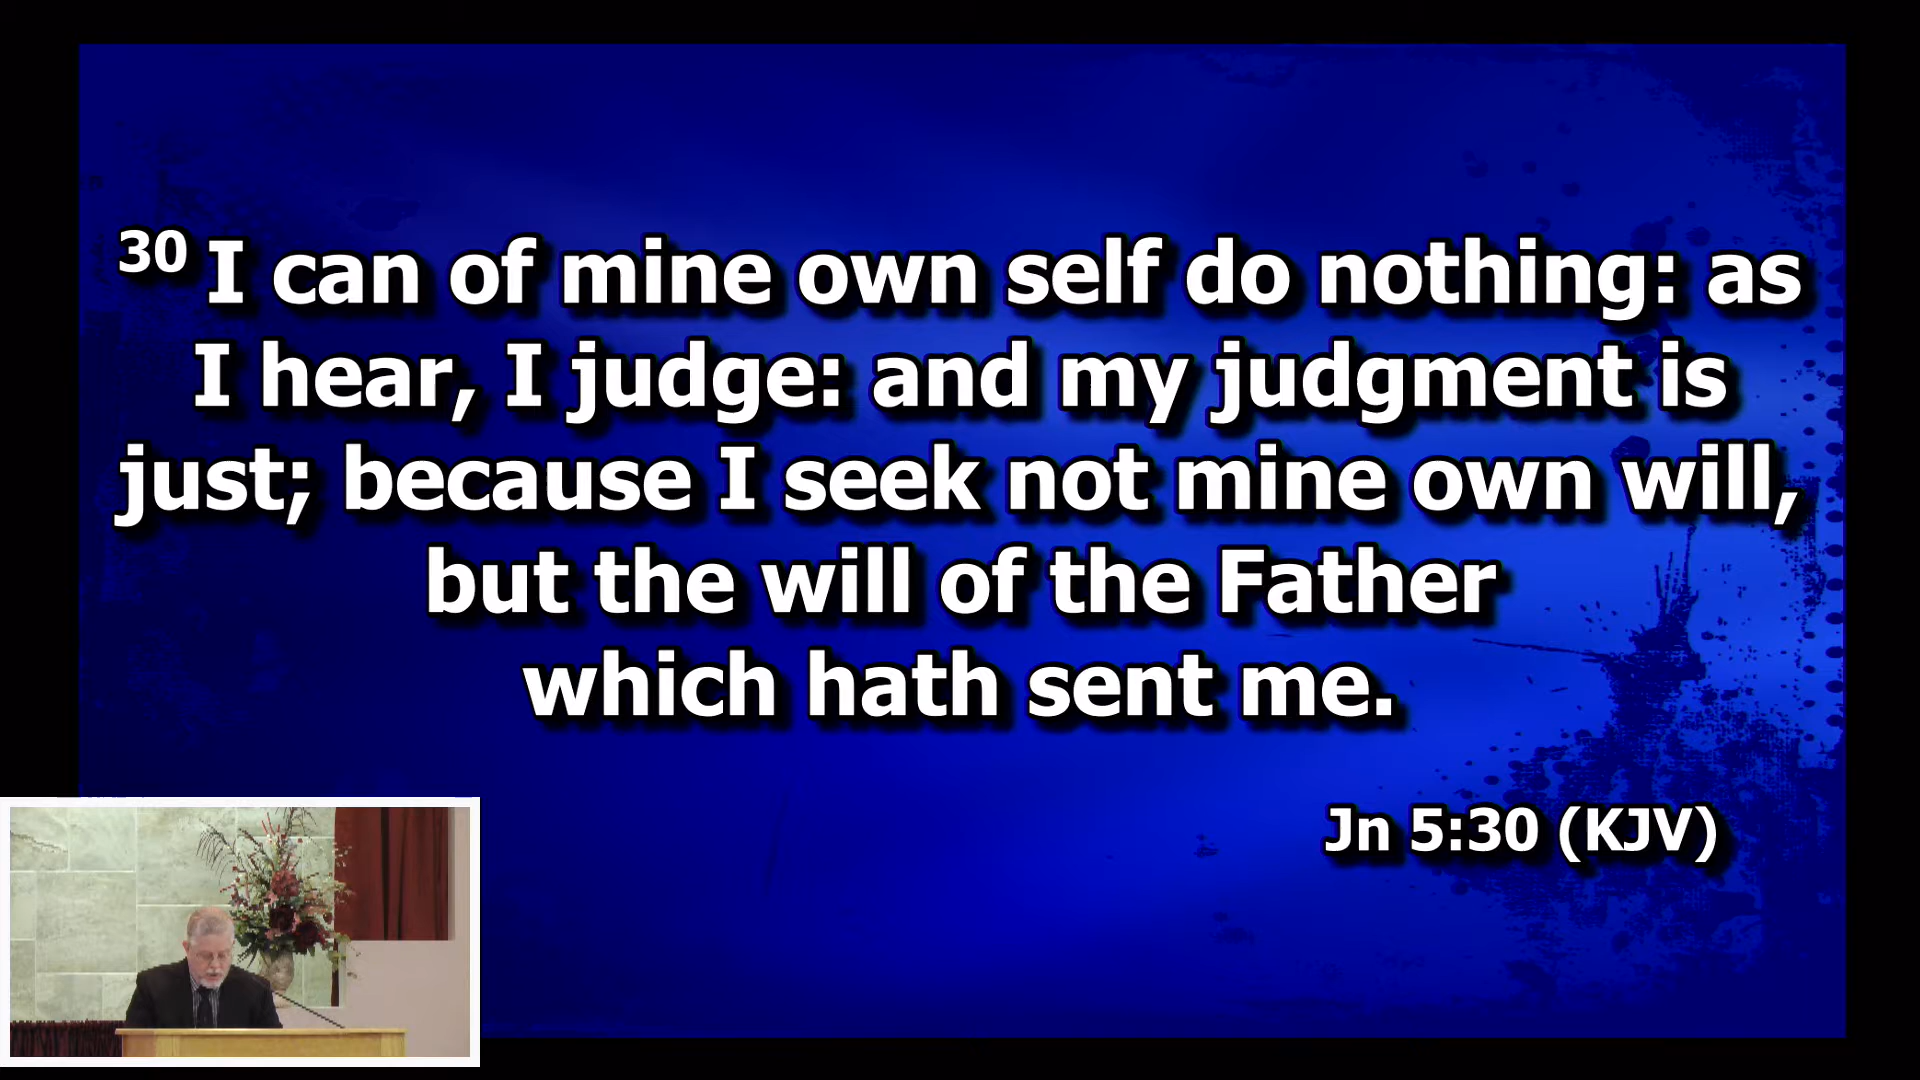 30 I can of mine own self do nothing: as
I hear, I judge: and my judgment is
just; because I seek not mine own will,
but the will of the Father
which hath sent me.
Jn 5:30 (KJV)